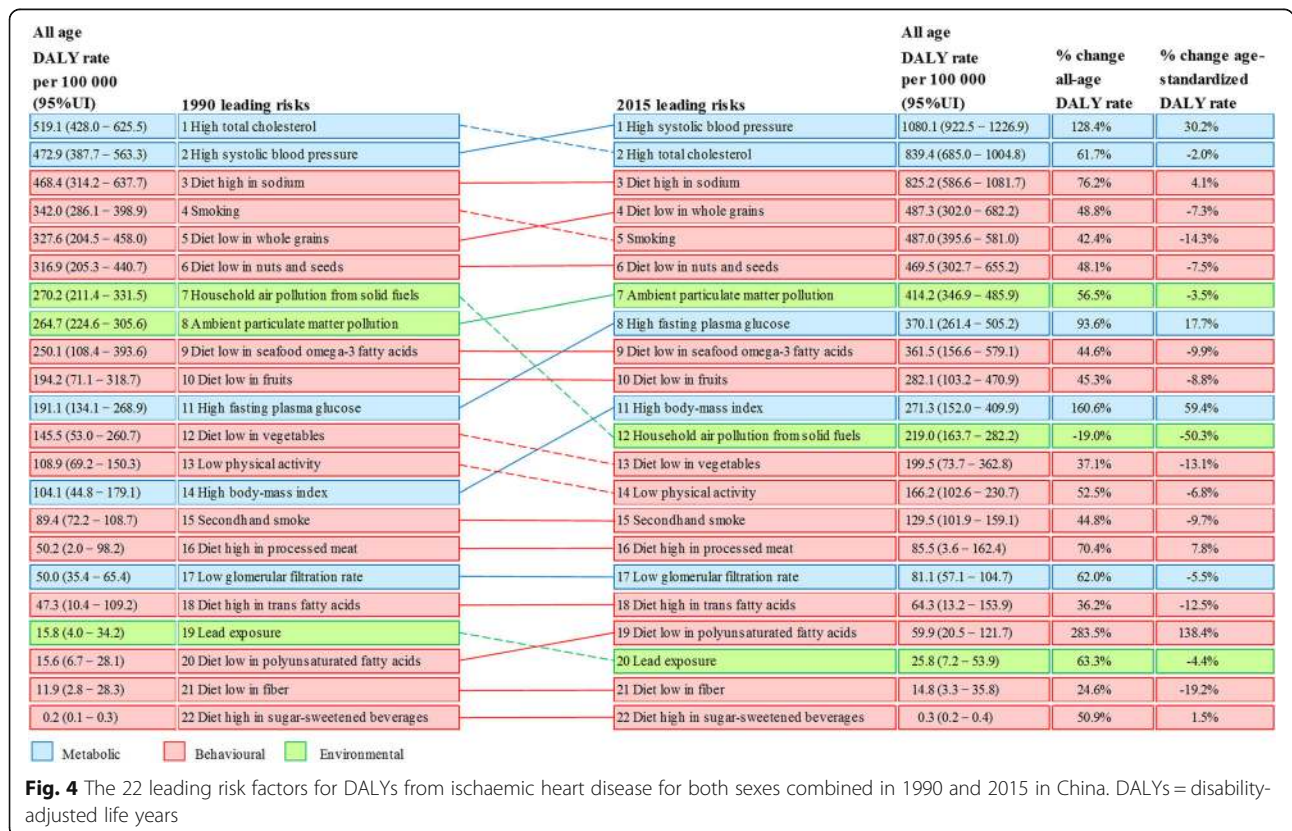 All age
DALY rate
per 100 000
(95%UI) 1990 leading risks 2015 leading risks All age DALY rate per 100 000 (95%UI) % change all-age DALY rate % change age-standardized DALY rate
519.1 (428.0 – 625.5) 1 High total cholesterol 1 High systolic blood pressure 1080.1 (922.5 - 1226.9) 128.4% 30.2%
472.9 (387.7 – 563.3) 2 High systolic blood pressure 2 High total cholesterol 839.4 (685.0 - 1004.8) 61.7% -2.0%
468.4 (314.2 – 637.7) 3 Diet high in sodium 3 Diet high in sodium 825.2 (586.6 - 1081.7) 76.2% 4.1%
342.0 (286.1 – 398.9) 4 Smoking 4 Diet low in whole grains 487.3 (302.0 – 682.2) 48.8% -7.3%
327.6 (204.5 – 458.0) 5 Diet low in whole grains 5 Smoking 487.0 (395.6 – 581.0) 42.4% -14.3%
316.9 (205.3 – 440.7) 6 Diet low in nuts and seeds 6 Diet low in nuts and seeds 469.5 (302.7 – 655.2) 48.1% -7.5%
270.2 (211.4 – 331.5) 7 Household air pollution from solid fuels 7 Ambient particulate matter pollution 414.2 (346.9 – 485.9) 56.5% -3.5%
264.7 (224.6 – 305.6) 8 Ambient particulate matter pollution 8 High fasting plasma glucose 370.1 (261.4 – 505.2) 93.6% 17.7%
250.1 (108.4 – 393.6) 9 Diet low in seafood omega-3 fatty acids 9 Diet low in seafood omega-3 fatty acids 361.5 (156.6 – 579.1) 44.6% -9.9%
194.2 (71.1 – 318.7) 10 Diet low in fruits 10 Diet low in fruits 282.1 (103.2 – 470.9) 45.3% -8.8%
191.1 (134.1 – 268.9) 11 High fasting plasma glucose 11 High body-mass index 271.3 (152.0 – 409.9) 160.6% 59.4%
145.5 (53.0 – 260.7) 12 Diet low in vegetables 12 Household air pollution from solid fuels 219.0 (163.7 – 282.2) -19.0% -50.3%
108.9 (69.2 – 150.3) 13 Low physical activity 13 Diet low in vegetables 199.5 (73.7 – 362.8) 37.1% -13.1%
104.1 (44.8 – 179.1) 14 High body-mass index 14 Low physical activity 166.2 (102.6 – 230.7) 52.5% -6.8%
89.4 (72.2 – 108.7) 15 Secondhand smoke 15 Secondhand smoke 129.5 (101.9 – 159.1) 44.8% -9.7%
50.2 (2.0 – 98.2) 16 Diet high in processed meat 16 Diet high in processed meat 85.5 (3.6 – 162.4) 70.4% 7.8%
50.0 (35.4 – 65.4) 17 Low glomerular filtration rate 17 Low glomerular filtration rate 81.1 (57.1 – 104.7) 62.0% -5.5%
47.3 (10.4 – 109.2) 18 Diet high in trans fatty acids 18 Diet high in trans fatty acids 64.3 (13.2 – 153.9) 36.2% -12.5%
15.8 (4.0 – 34.2) 19 Lead exposure 19 Diet low in polyunsaturated fatty acids 59.9 (20.5 – 121.7) 283.5% 138.4%
15.6 (6.7 – 28.1) 20 Diet low in polyunsaturated fatty acids 20 Lead exposure 25.8 (7.2 – 53.9) 63.3% -4.4%
11.9 (2.8 – 28.3) 21 Diet low in fiber 21 Diet low in fiber 14.8 (3.3 – 35.8) 24.6% -19.2%
0.2 (0.1 – 0.3) 22 Diet high in sugar-sweetened beverages 22 Diet high in sugar-sweetened beverages 0.3 (0.2 – 0.4) 50.9% 1.5%
Metabolic Behavioural Environmental
Fig. 4 The 22 leading risk factors for DALYs from ischaemic heart disease for both sexes combined in 1990 and 2015 in China. DALYs = disability-
adjusted life years